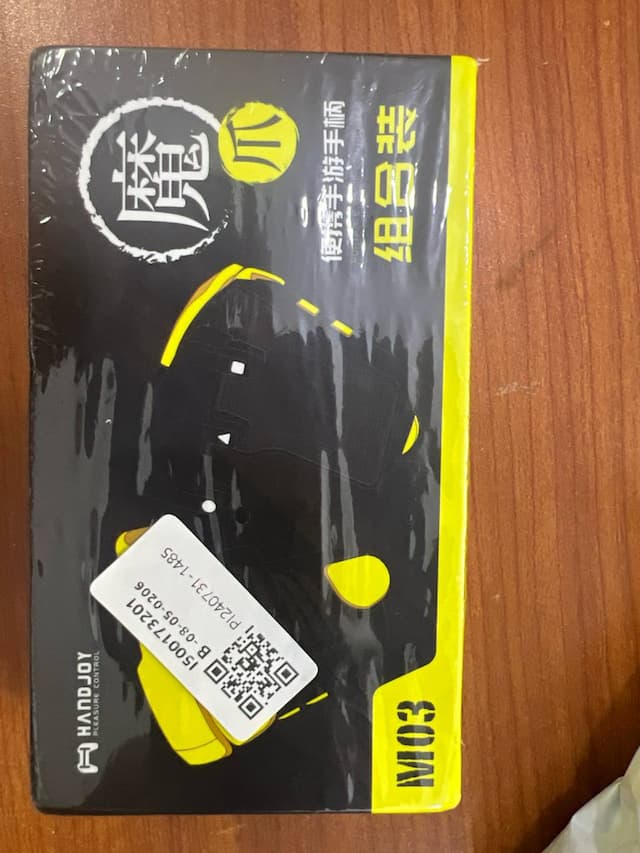 魔
爪
便携手游手柄
组合装
HANDJOY
PLEASURE CONTROL
M03
IS00173201
B-08-05-0206
PI240731-1485